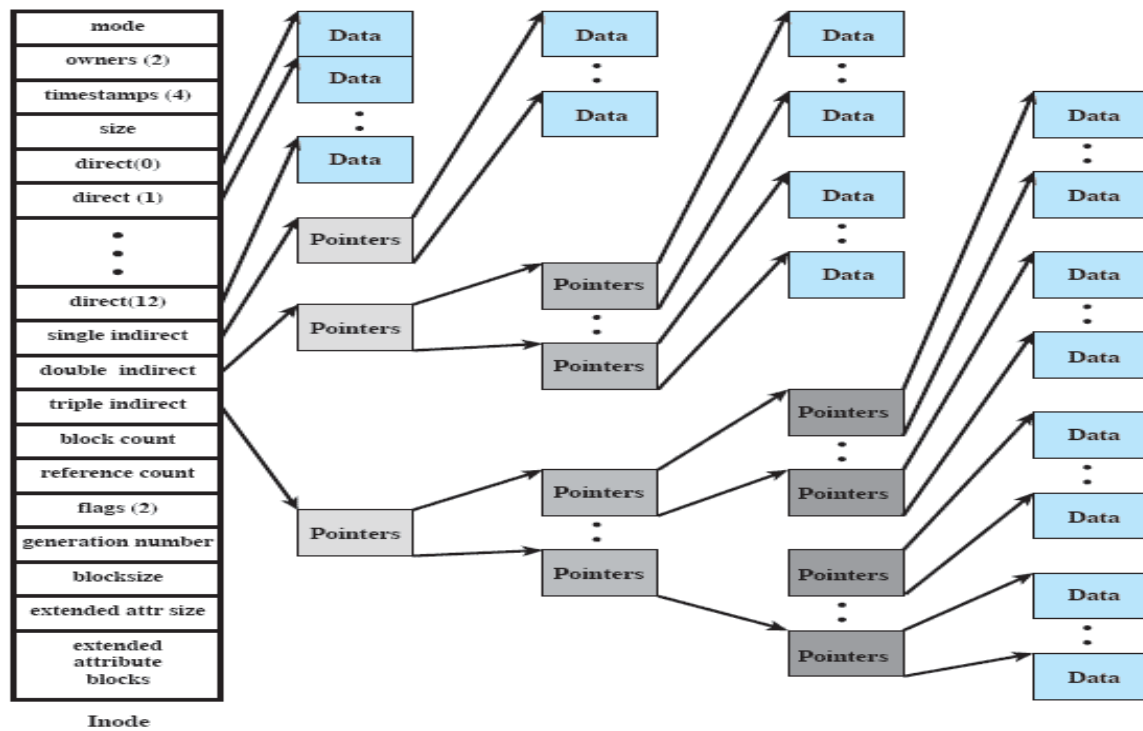 mode
owners (2)
timestamps (4)
size
direct(0)
direct (1)
direct(12)
single indirect
double indirect
triple indirect
block count
reference count
flags (2)
generation number
blocksize
extended attr size
extended
attribute
blocks
Inode
Data
Data
Data
Pointers
Pointers
Pointers
Data
Data
Pointers
Pointers
Pointers
Pointers
Data
Data
Data
Data
Pointers
Pointers
Pointers
Pointers
Data
Data
Data
Data
Data
Data
Data
Data